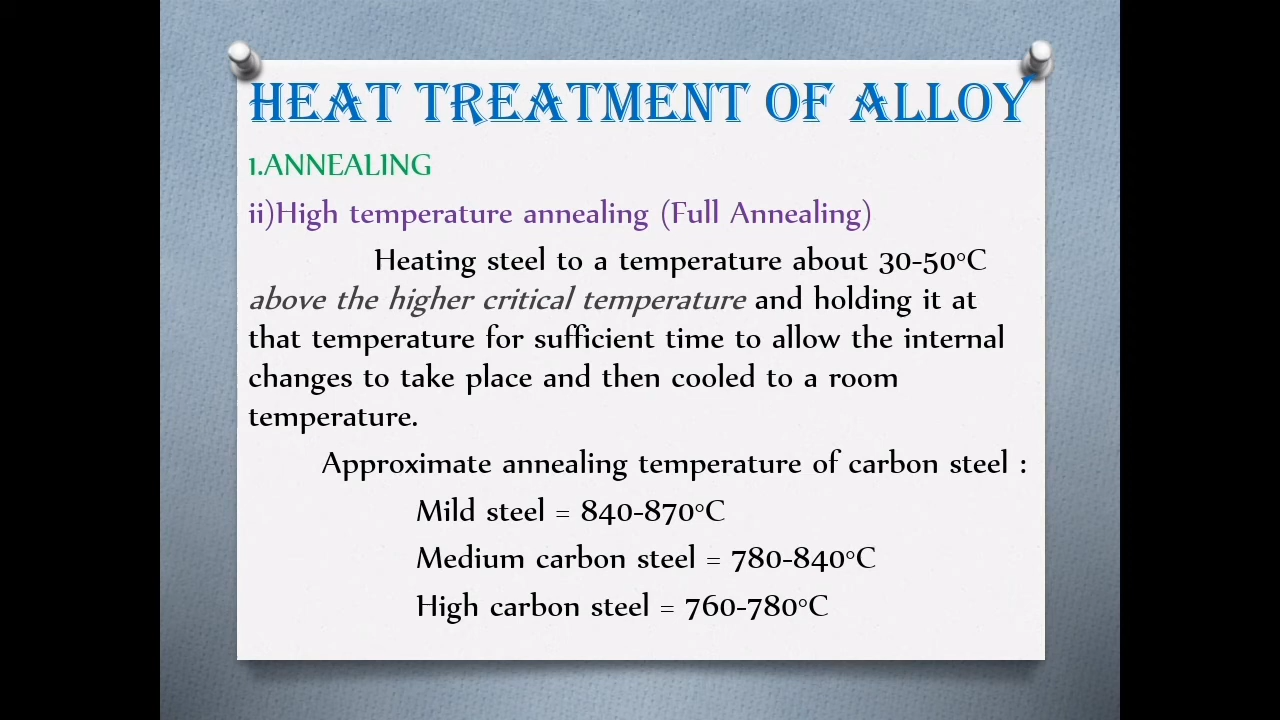 HEAT TREATMENT OF ALLOY
1.ANNEALING
ii)High temperature annealing (Full Annealing)
Heating steel to a temperature about 30-50°C
above the higher critical temperature and holding it at
that temperature for sufficient time to allow the internal
changes to take place and then cooled to a room
temperature.
Approximate annealing temperature of carbon steel :
Mild steel = 840-870°C
Medium carbon steel = 780-840°C
High carbon steel = 760-780°C